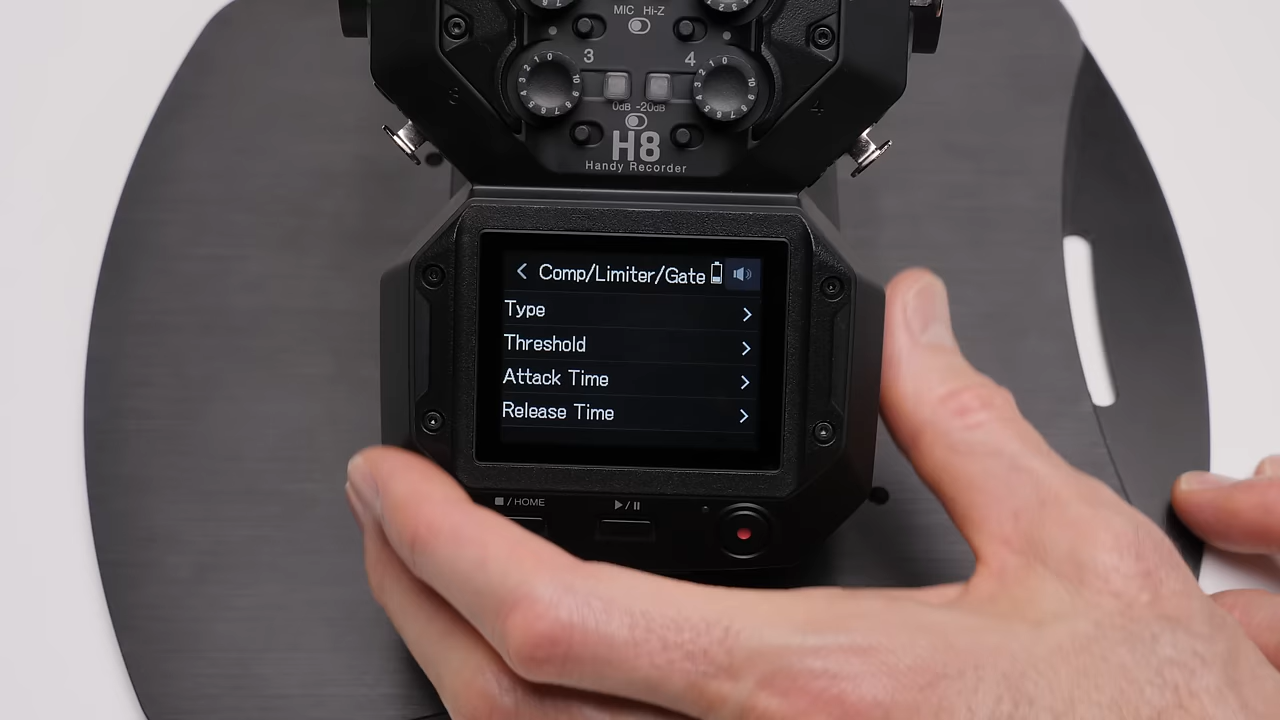 MIC Hi-Z
3 4
0dB -20dB
H8
Handy Recorder
Comp/Limiter/Gate
Type
Threshold
Attack Time
Release Time
/ HOME